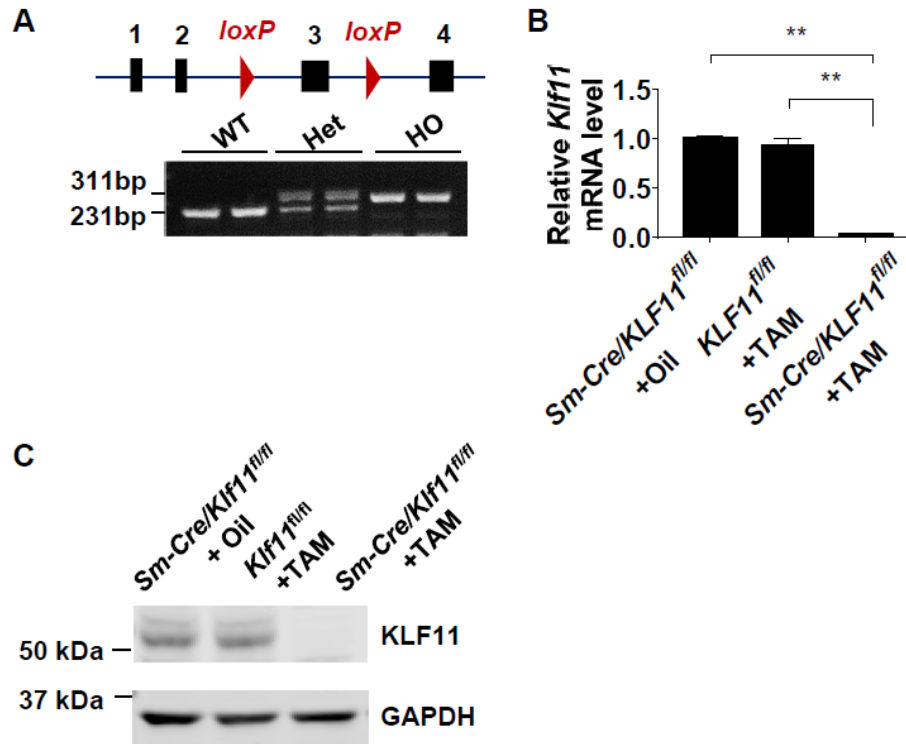 A
1 2 loxP 3 loxP 4
WT Het HO
311bp
231bp
B
** 
**
Relative Klf11
mRNA level
1.5
1.0
0.5
0.0
Sm-Cre/KLF11fl/fl
+Oil
KLF11fl/fl
+TAM
Sm-Cre/KLF11fl/fl
+TAM
C
Sm-Cre/Klf11fl/fl
+ Oil
Klf11fl/fl
+TAM
Sm-Cre/Klf11fl/fl
+ TAM
50 kDa
KLF11
37 kDa
GAPDH